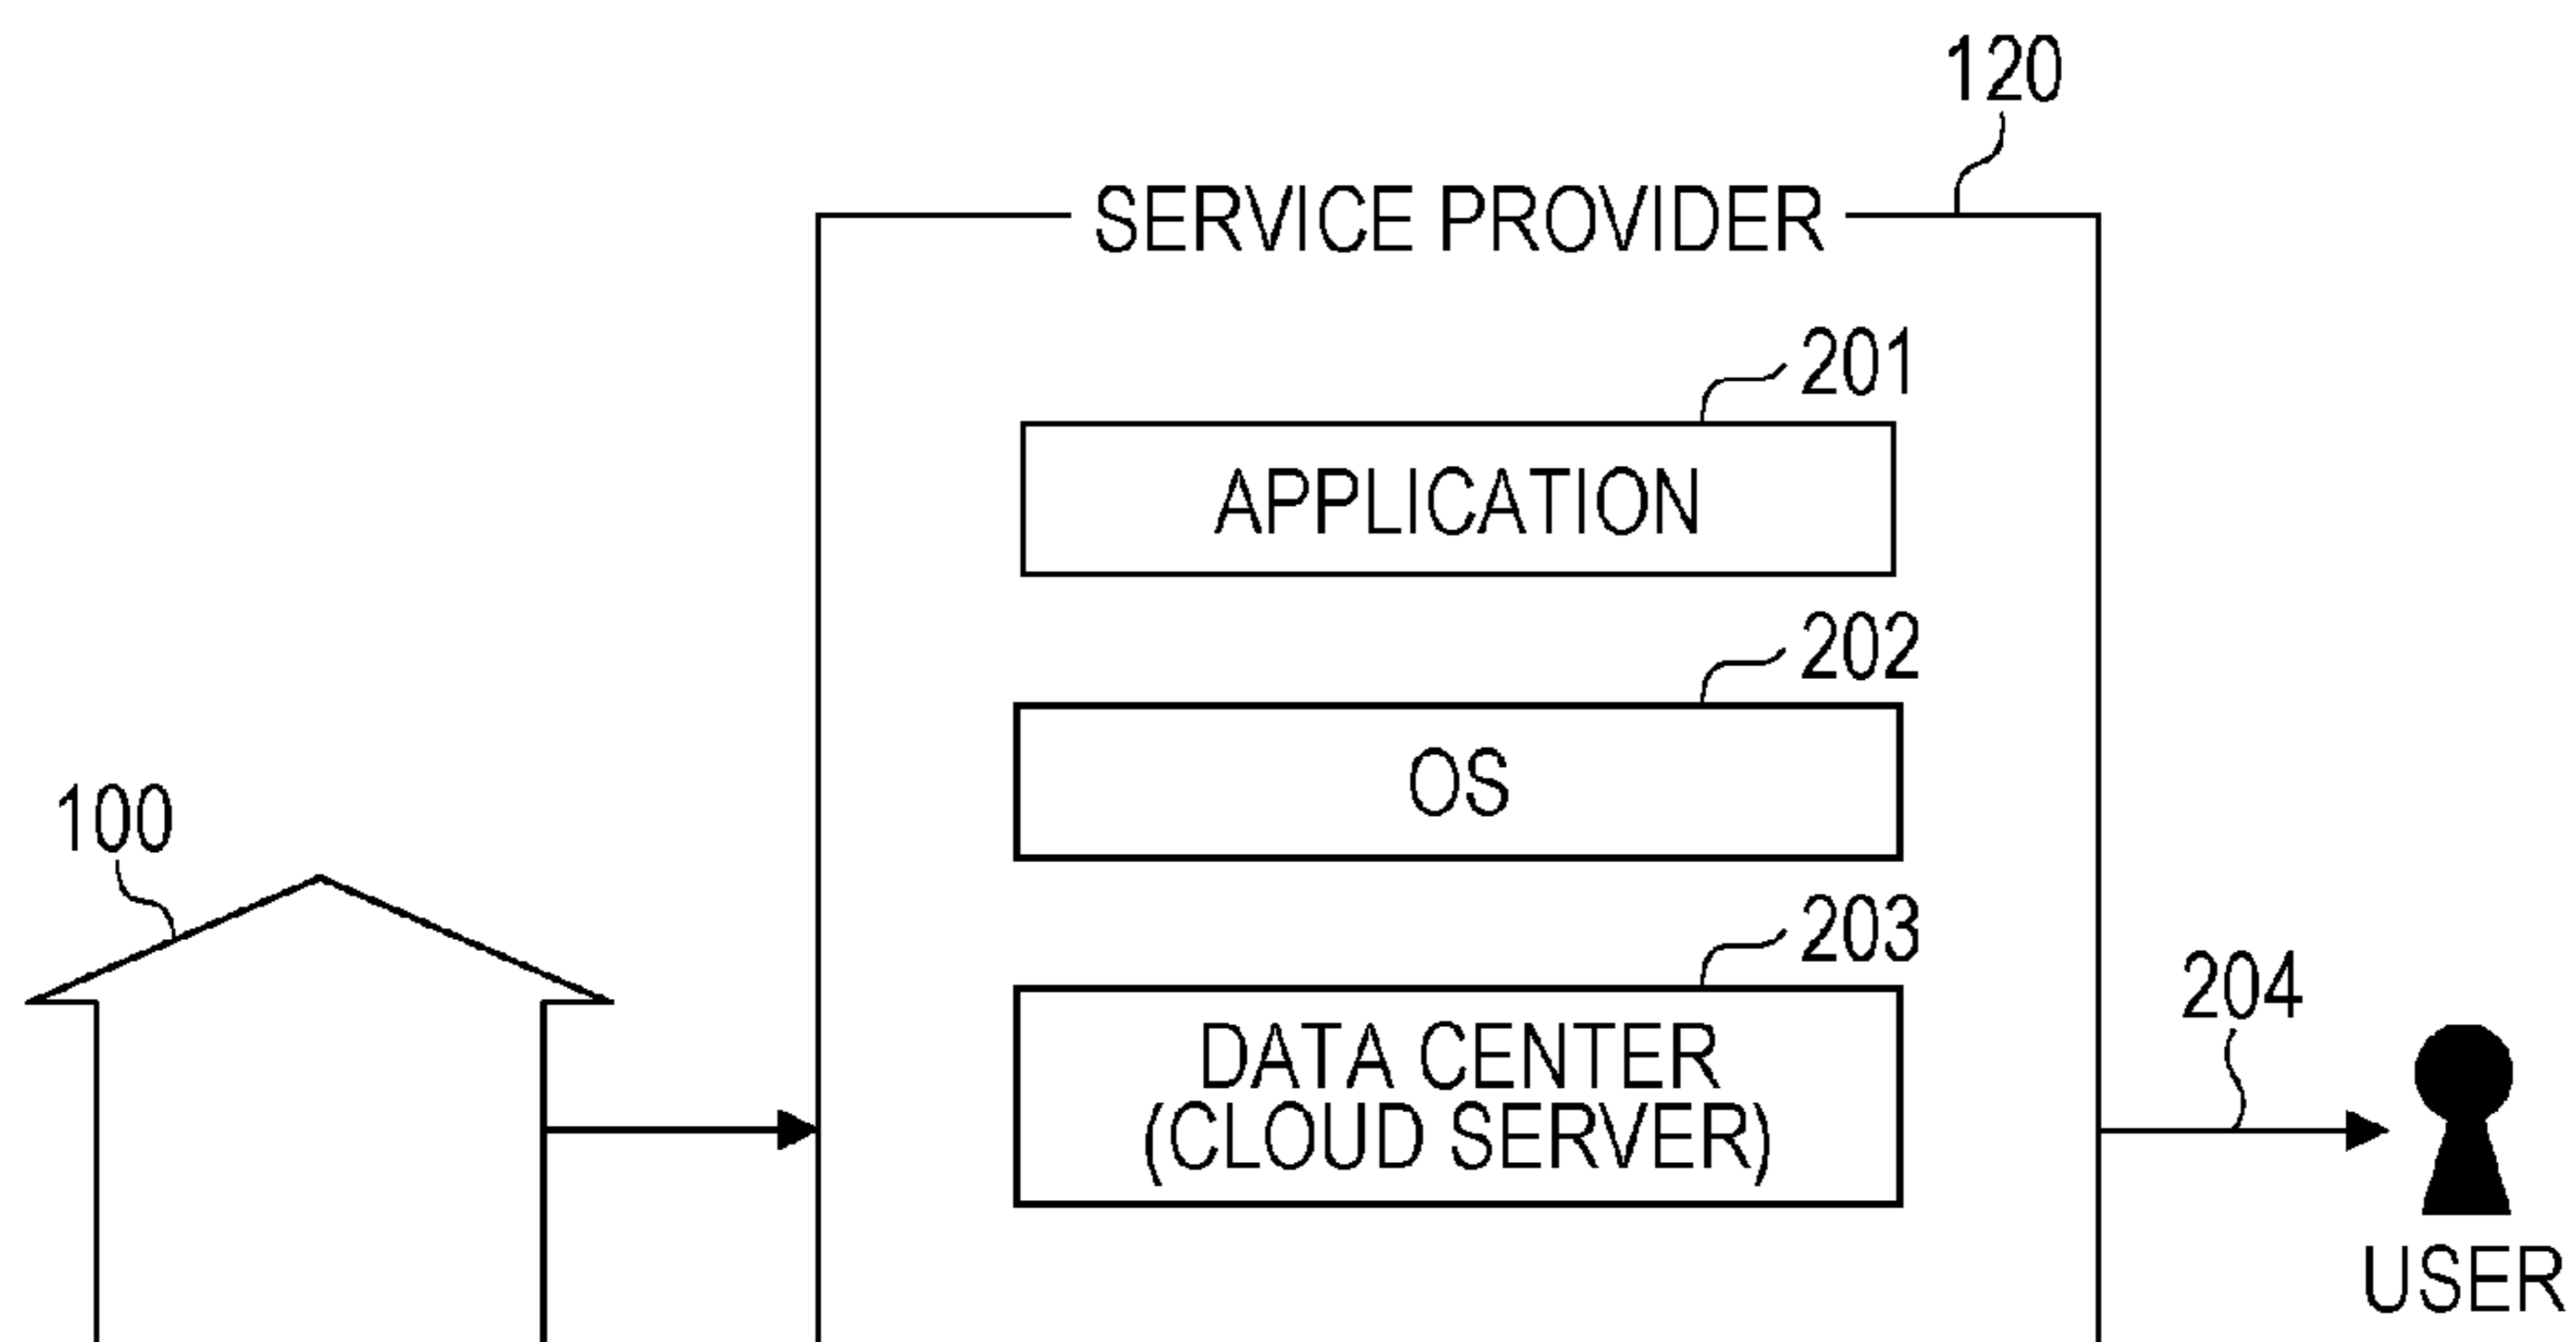 120
SERVICE PROVIDER
201
APPLICATION
202
OS
100
203
DATA CENTER
(CLOUD SERVER)
204
USER